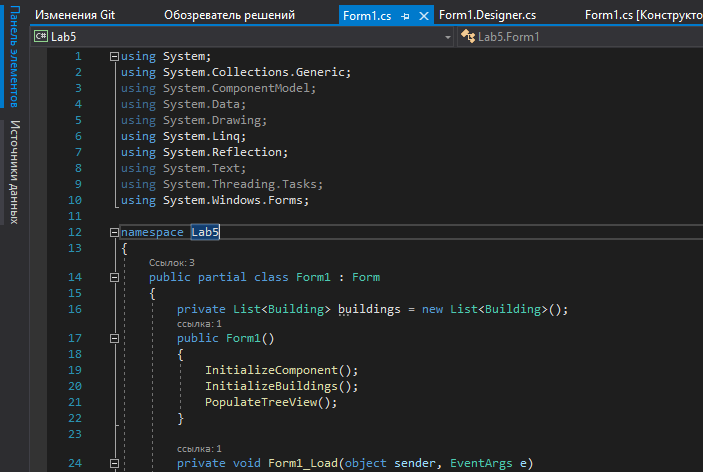 Изменения Git Обозреватель решений Form1.cs Form1.Designer.cs Form1.cs [Конструкто
Панель элементов
Источники данных
C# Lab5 Lab5.Form1
1 using System;
2 using System.Collections.Generic;
3 using System.ComponentModel;
4 using System.Data;
5 using System.Drawing;
6 using System.Linq;
7 using System.Reflection;
8 using System.Text;
9 using System.Threading.Tasks;
10 using System.Windows.Forms;
11
12 namespace Lab5
13 {
Ссылок: 3
14 public partial class Form1 : Form
15 {
16 private List<Building> buildings = new List<Building>();
ссылка: 1
17 public Form1()
18 {
19 InitializeComponent();
20 InitializeBuildings();
21 PopulateTreeView();
22 }
23
ссылка: 1
24 private void Form1_Load(object sender, EventArgs e)